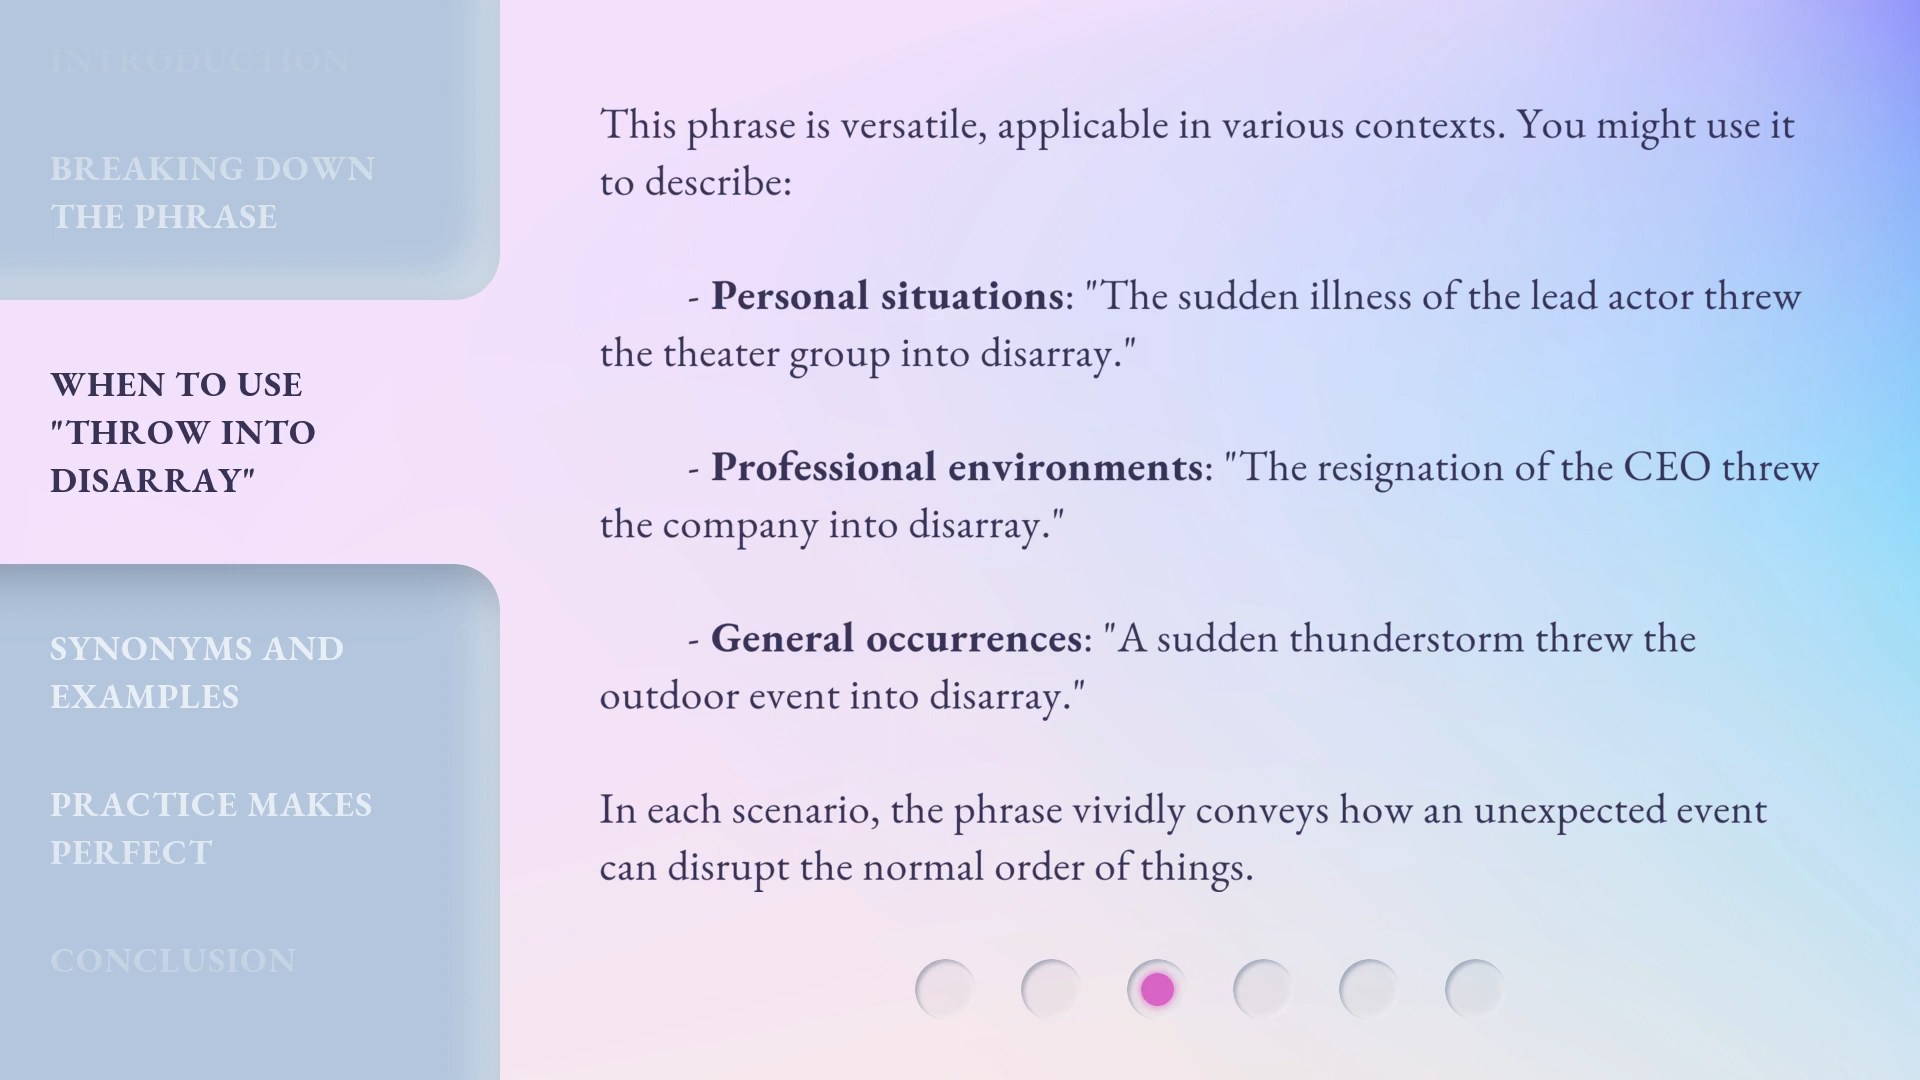 INTRODUCTION
BREAKING DOWN
THE PHRASE
WHEN TO USE
"THROW INTO
DISARRAY"
SYNONYMS AND
EXAMPLES
PRACTICE MAKES
PERFECT
CONCLUSION
This phrase is versatile, applicable in various contexts. You might use it
to describe:
- Personal situations: "The sudden illness of the lead actor threw
the theater group into disarray."
- Professional environments: "The resignation of the CEO threw
the company into disarray."
- General occurrences: "A sudden thunderstorm threw the
outdoor event into disarray."
In each scenario, the phrase vividly conveys how an unexpected event
can disrupt the normal order of things.